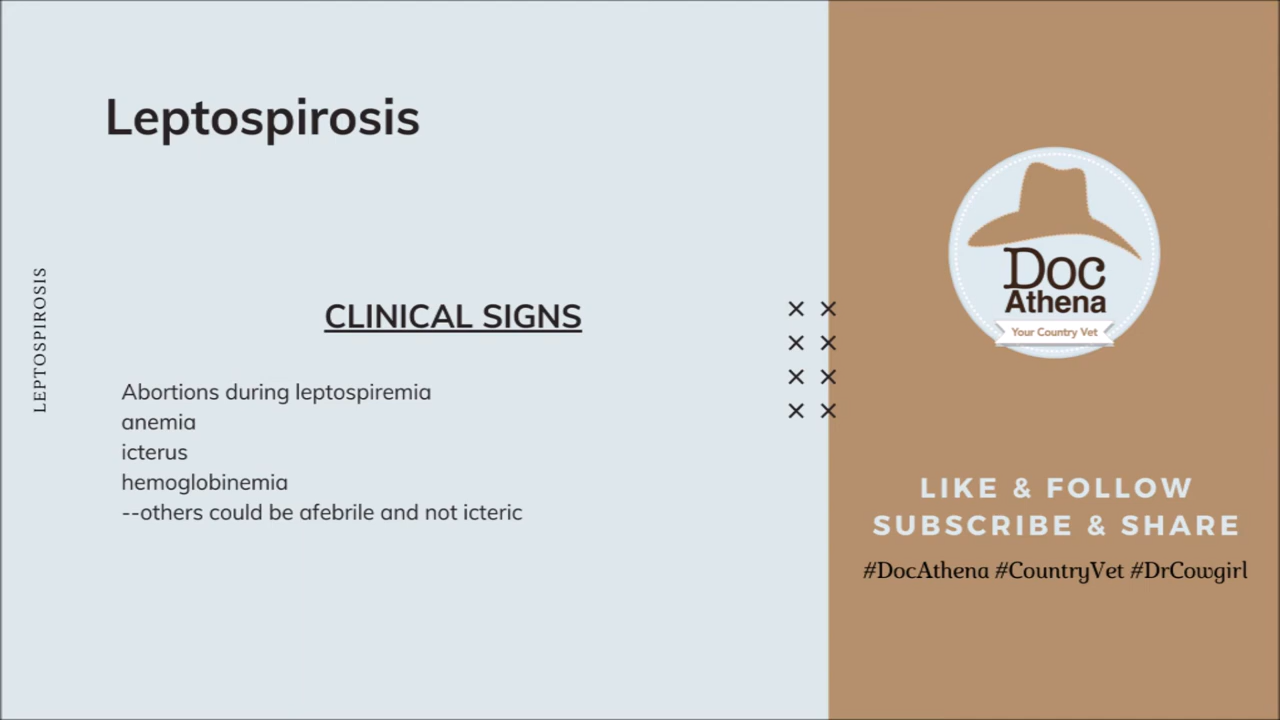 Leptospirosis
LEPTOSPIROSIS
CLINICAL SIGNS
Abortions during leptospiremia
anemia
icterus
hemoglobinemia
--others could be afebrile and not icteric
Doc
Athena
Your Country Vet
LIKE & FOLLOW
SUBSCRIBE & SHARE
#DocAthena #CountryVet #DrCowgirl